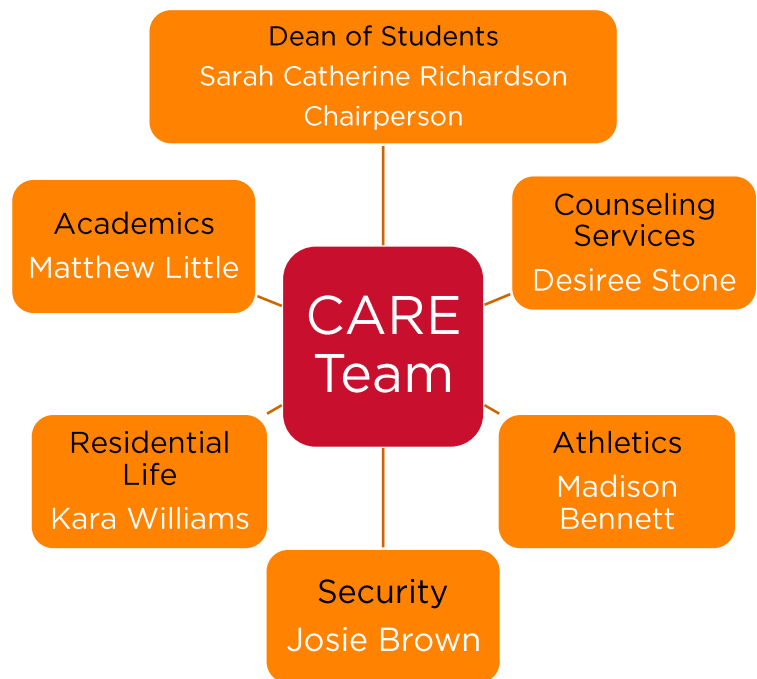 Dean of Students
Sarah Catherine Richardson
Chairperson
Academics
Matthew Little
Counseling
Services
Desiree Stone
CARE
Team
Residential
Life
Kara Williams
Athletics
Madison
Bennett
Security
Josie Brown